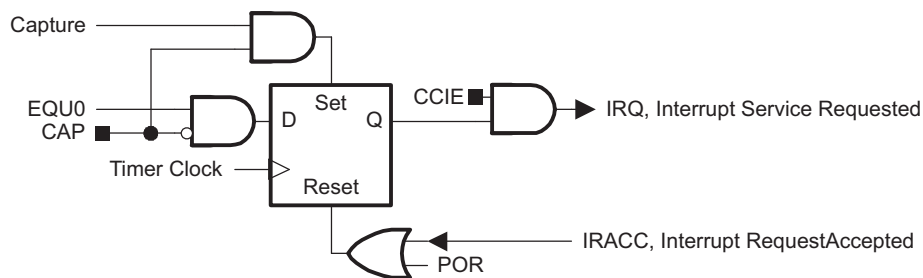 Capture
EQU0
CAP
Timer Clock
Set
D
Q
Reset
CCIE
IRQ, Interrupt Service Requested
IRACC, Interrupt RequestAccepted
POR